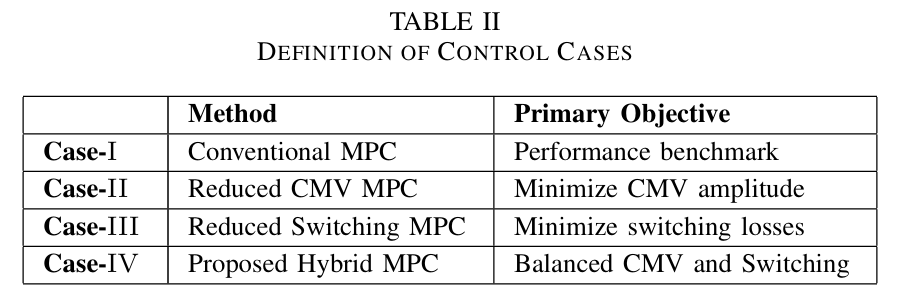 TABLE II
DEFINITION OF CONTROL CASES
Method Primary Objective
Case-I Conventional MPC Performance benchmark
Case-II Reduced CMV MPC Minimize CMV amplitude
Case-III Reduced Switching MPC Minimize switching losses
Case-IV Proposed Hybrid MPC Balanced CMV and Switching